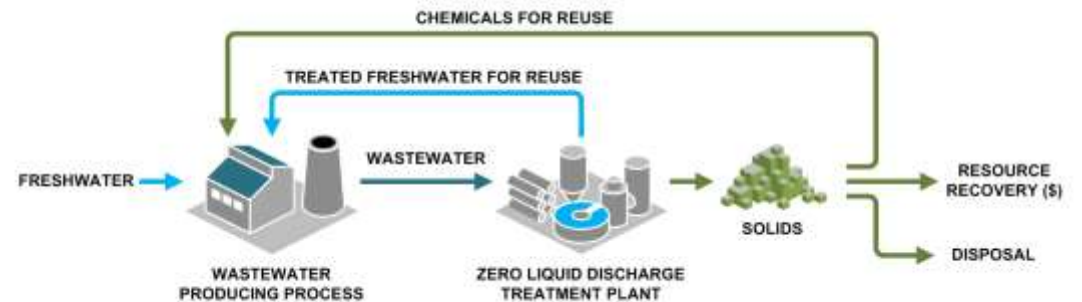 CHEMICALS FOR REUSE
TREATED FRESHWATER FOR REUSE
WASTEWATER
FRESHWATER
RESOURCE
RECOVERY ($)
SOLIDS
DISPOSAL
WASTEWATER
PRODUCING PROCESS
ZERO LIQUID DISCHARGE
TREATMENT PLANT